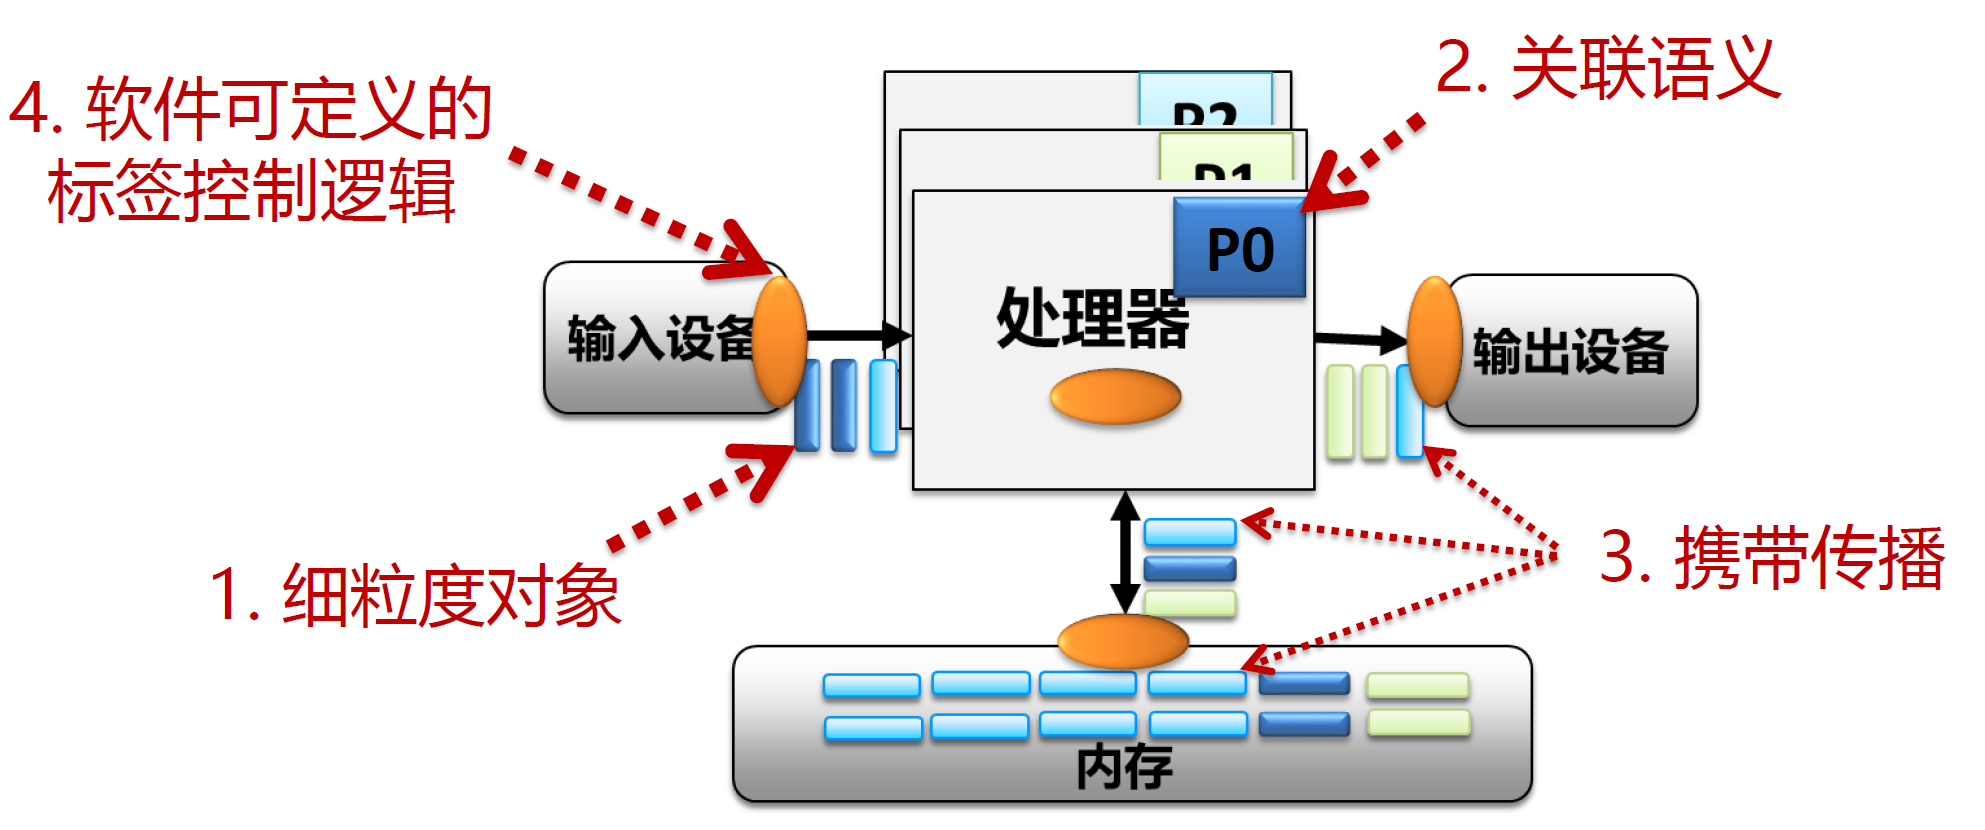 2. 关联语义
4. 软件可定义的
标签控制逻辑
P2
P1
P0
处理器
输入设备
输出设备
1. 细粒度对象
3. 携带传播
内存